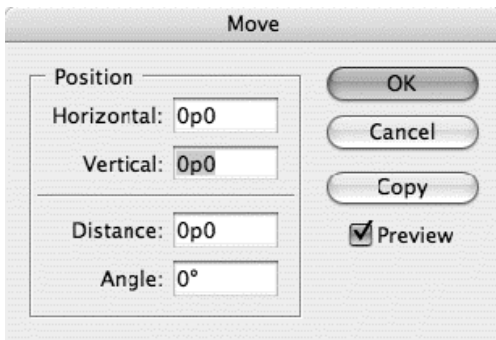 Move
Position
Horizontal: 0p0
Vertical: 0p0
Distance: 0p0
Angle: 0°
OK
Cancel
Copy
Preview